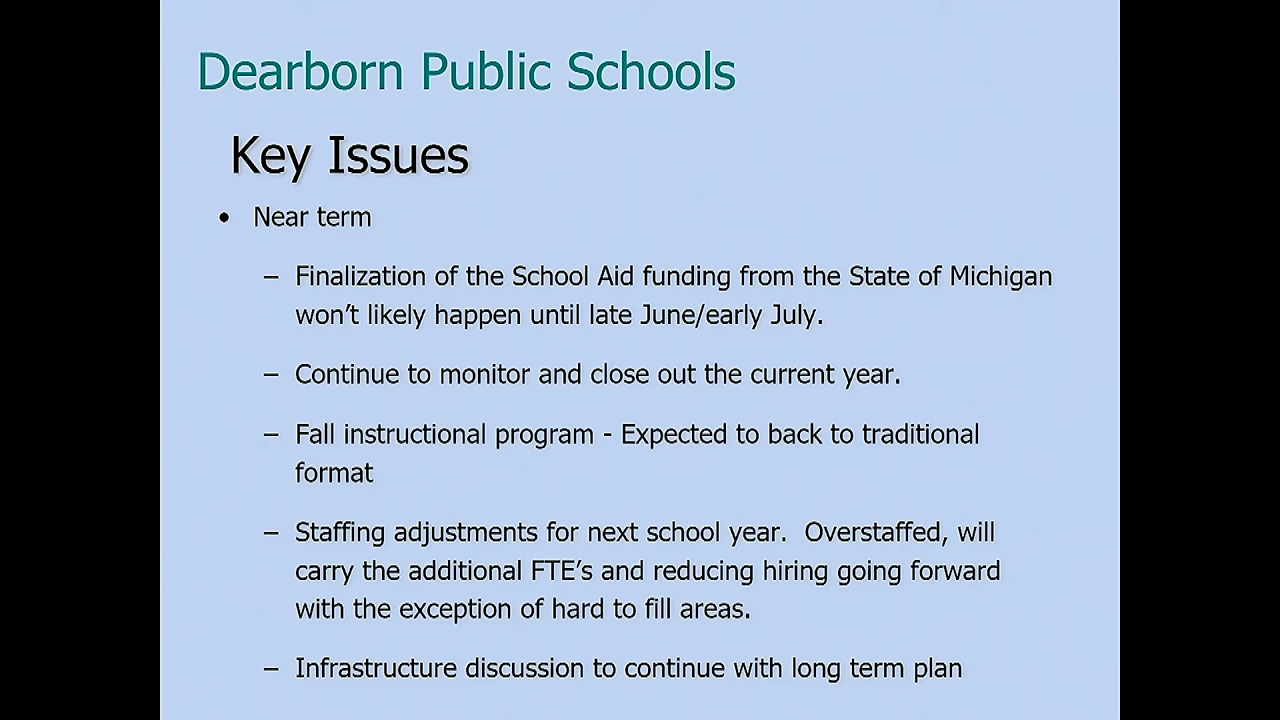 Dearborn Public Schools
Key Issues
• Near term
– Finalization of the School Aid funding from the State of Michigan
won’t likely happen until late June/early July.
– Continue to monitor and close out the current year.
– Fall instructional program - Expected to back to traditional
format
– Staffing adjustments for next school year.  Overstaffed, will
carry the additional FTE’s and reducing hiring going forward
with the exception of hard to fill areas.
– Infrastructure discussion to continue with long term plan